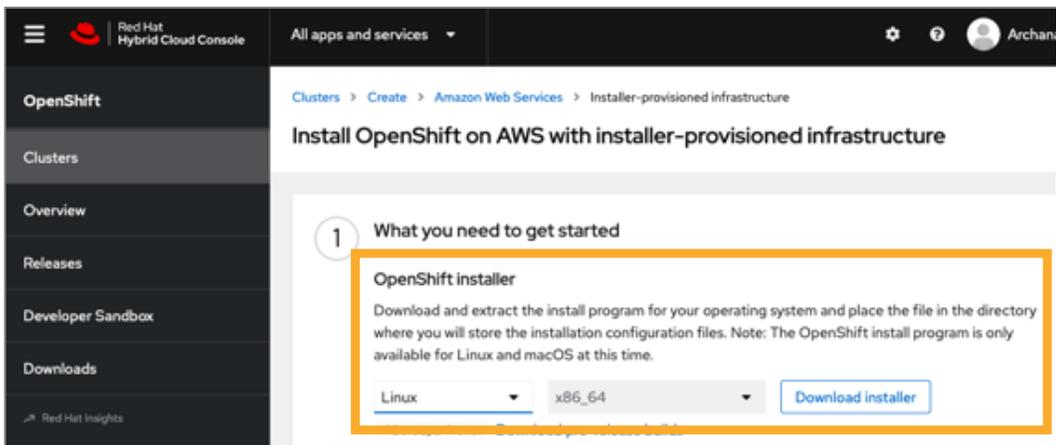 Red Hat
Hybrid Cloud Console
All apps and services
Archana
OpenShift
Clusters
Overview
Releases
Developer Sandbox
Downloads
Red Hat Insights
Clusters > Create > Amazon Web Services > Installer-provisioned infrastructure
Install OpenShift on AWS with installer-provisioned infrastructure
1
What you need to get started
OpenShift installer
Download and extract the install program for your operating system and place the file in the directory
where you will store the installation configuration files. Note: The OpenShift install program is only
available for Linux and macOS at this time.
Linux
x86_64
Download installer